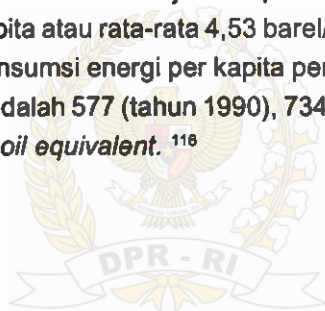 pita atau rata-rata 4,53 barel/
nsumsi energi per kapita per
dalah 577 (tahun 1990), 734
oil equivalent. 116
DPR - RI